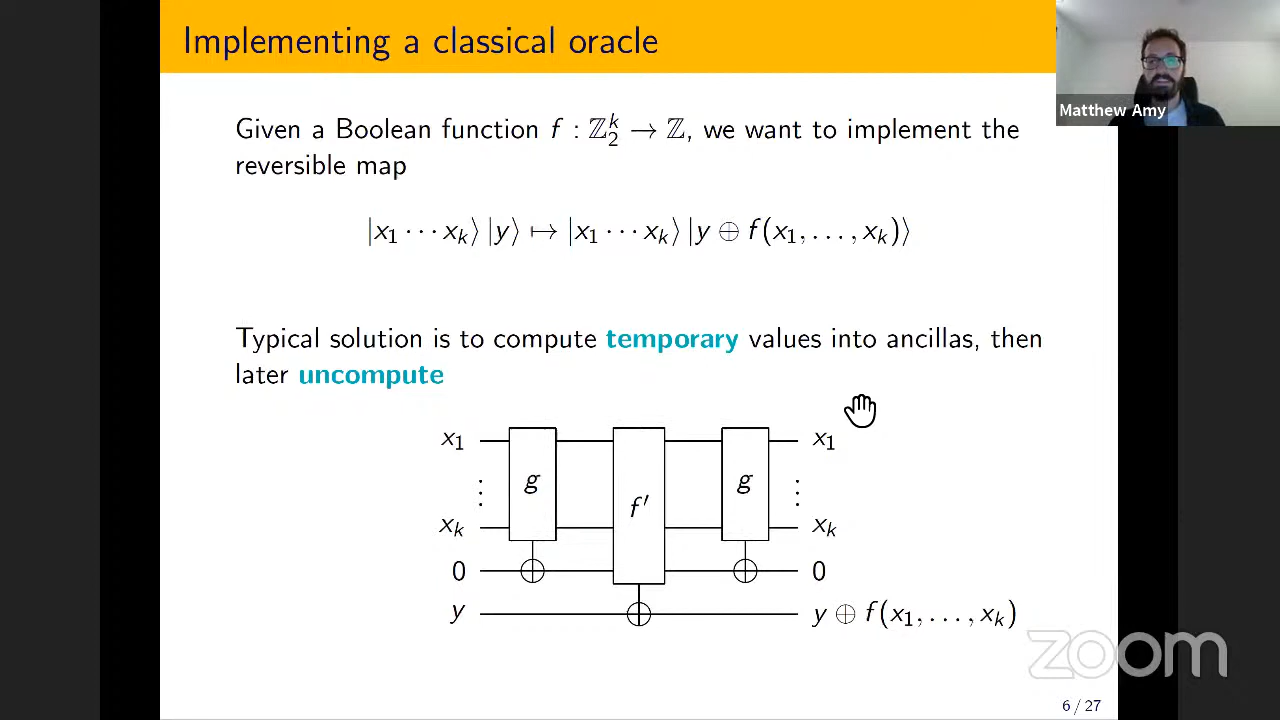 Implementing a classical oracle
Matthew Amy
Given a Boolean function f : ℤ₂ᵏ → ℤ, we want to implement the
reversible map
|x₁ ⋯ xₖ⟩ |y⟩ ↦ |x₁ ⋯ xₖ⟩ |y ⊕ f(x₁, . . . , xₖ)⟩
Typical solution is to compute temporary values into ancillas, then
later uncompute
x₁ x₁
⋮ g f′ g ⋮
xₖ xₖ
0 0
y y ⊕ f(x₁, . . . , xₖ)
zoom
6 / 27